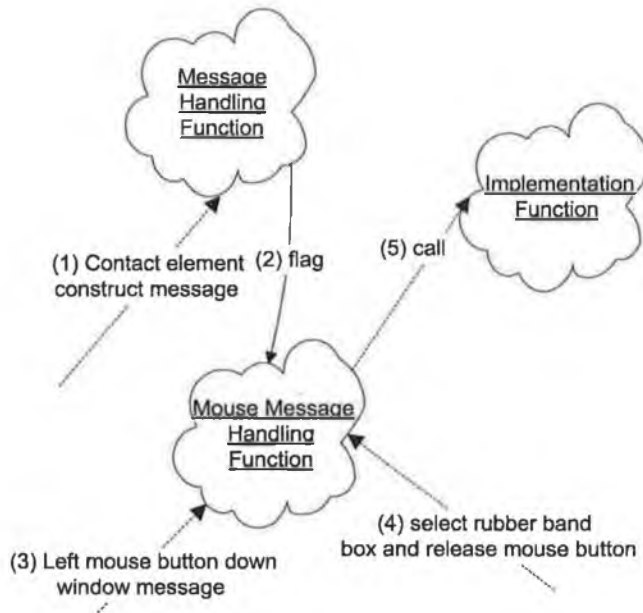 Message
Handling
Function
Implementation
Function
(1) Contact element
construct message
(2) flag
(5) call
Mouse Message
Handling
Function
(3) Left mouse button down
window message
(4) select rubber band
box and release mouse button